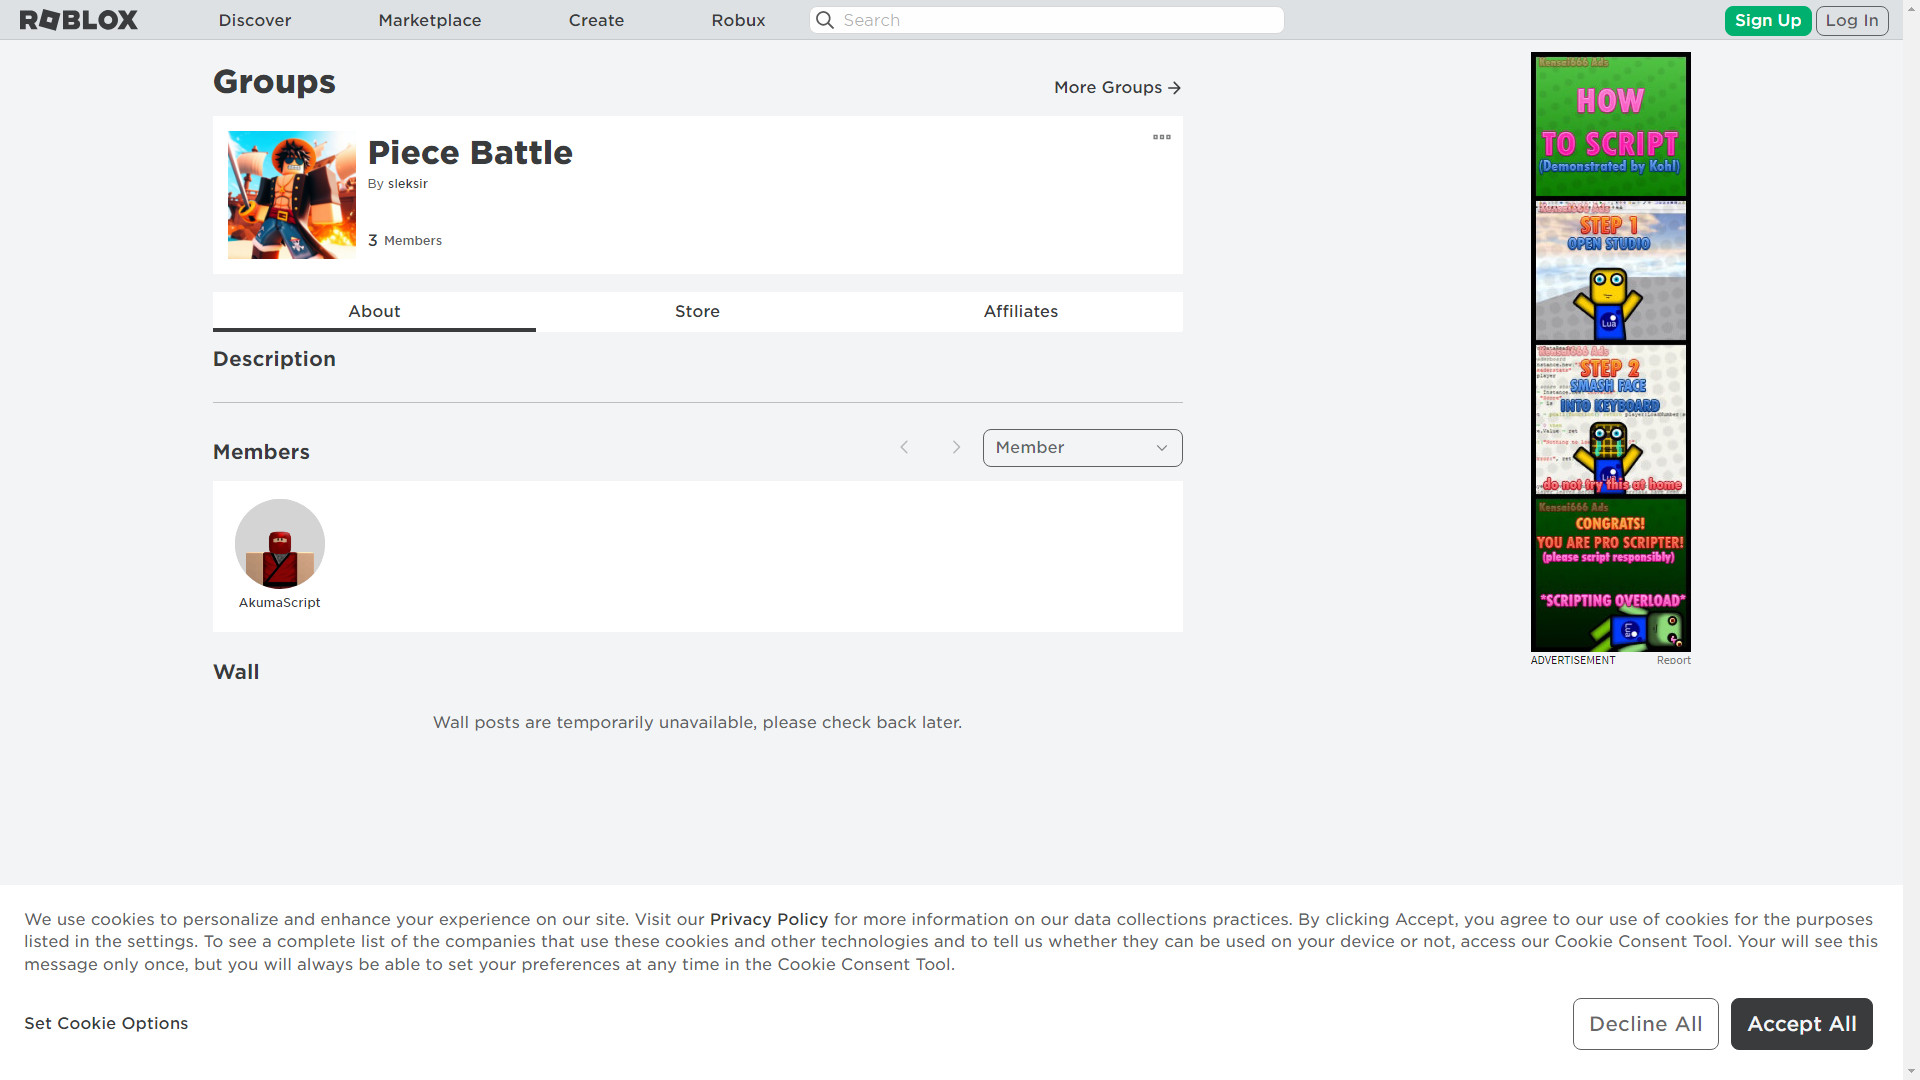 ROBLOX
Discover
Marketplace
Create
Robux
Search
Sign Up
Log In
Groups
More Groups
Piece Battle
By sleksir
3 Members
About
Store
Affiliates
Description
Members
Member
AkumaScript
Wall
Wall posts are temporarily unavailable, please check back later.
Kensai666 Ads
HOW
TO SCRIPT
(Demonstrated by Kohl)
Kensai666 Ads
STEP 1
OPEN STUDIO
Lua
Kensai666 Ads
STEP 2
SMASH FACE
INTO KEYBOARD
Lua
do not try this at home
Kensai666 Ads
CONGRATS!
YOU ARE PRO SCRIPTER!
(please script responsibly)
*SCRIPTING OVERLOAD*
Lua
ADVERTISEMENT
Report
We use cookies to personalize and enhance your experience on our site. Visit our Privacy Policy for more information on our data collections practices. By clicking Accept, you agree to our use of cookies for the purposes
listed in the settings. To see a complete list of the companies that use these cookies and other technologies and to tell us whether they can be used on your device or not, access our Cookie Consent Tool. Your will see this
message only once, but you will always be able to set your preferences at any time in the Cookie Consent Tool.
Set Cookie Options
Decline All
Accept All